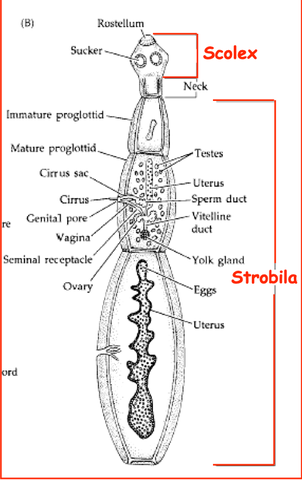 (B)
Rostellum
Sucker
Scolex
Neck
Immature proglottid
Mature proglottid
Testes
Cirrus sac
Uterus
Cirrus
Sperm duct
Genital pore
Vitelline
duct
re
Vagina
Seminal receptacle
Yolk gland
Strobila
Ovary
Eggs
Uterus
ord